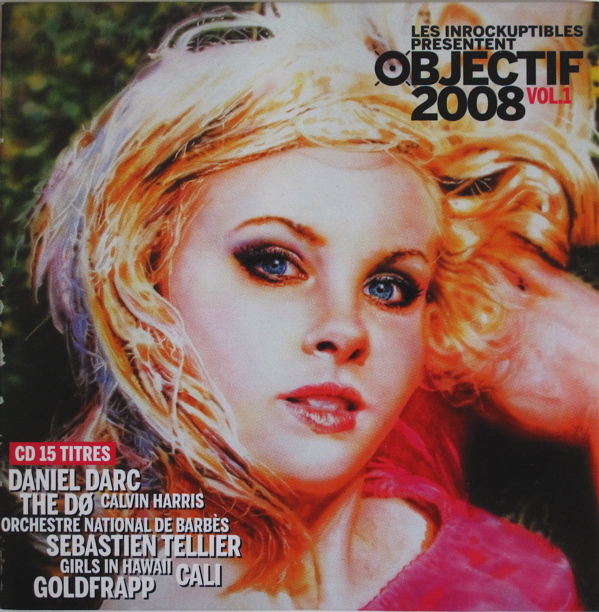 LES INROCKUPTIBLES
PRÉSENTENT
OBJECTIF
2008 VOL.1
CD 15 TITRES
DANIEL DARC
THE DØ CALVIN HARRIS
ORCHESTRE NATIONAL DE BARBÈS
SEBASTIEN TELLIER
GIRLS IN HAWAII CALI
GOLDFRAPP